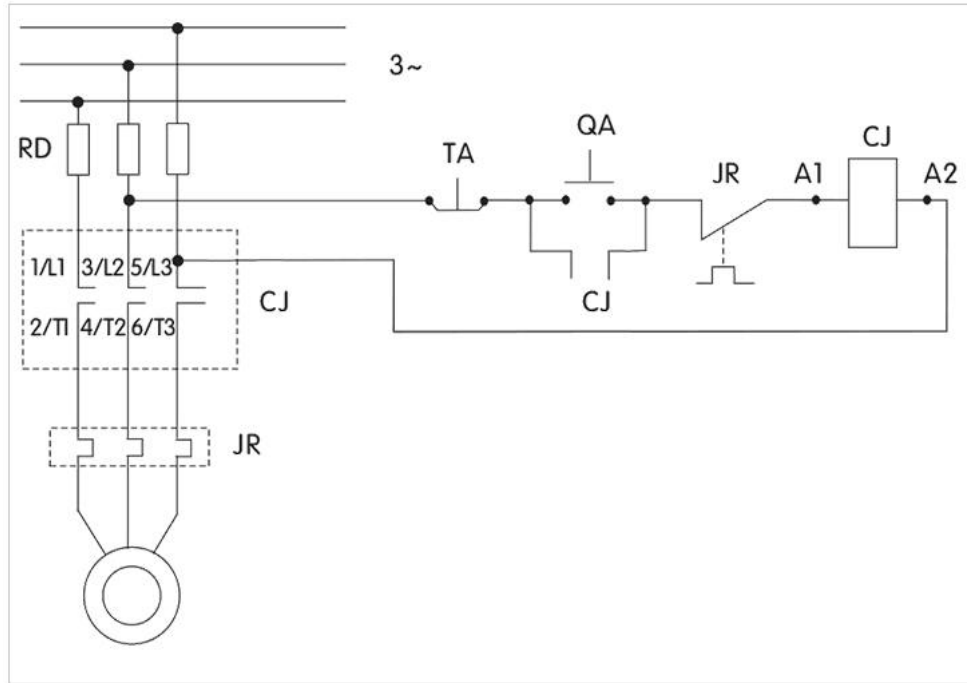 3~
RD
TA
QA
JR
A1
CJ
A2
1/L1 3/L2 5/L3
CJ
CJ
2/T1 4/T2 6/T3
JR